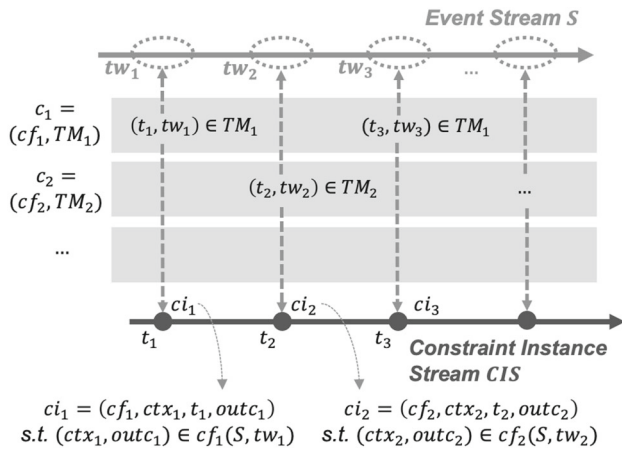 Event Stream S
tw₁ tw₂ tw₃ ...
c₁ =
(cf₁, TM₁)
(t₁, tw₁) ∈ TM₁ (t₃, tw₃) ∈ TM₁
c₂ =
(cf₂, TM₂)
(t₂, tw₂) ∈ TM₂ ...
...
ci₁ ci₂ ci₃
t₁ t₂ t₃
Constraint Instance
Stream CIS
ci₁ = (cf₁, ctx₁, t₁, outc₁)
s.t. (ctx₁, outc₁) ∈ cf₁(S, tw₁)
ci₂ = (cf₂, ctx₂, t₂, outc₂)
s.t. (ctx₂, outc₂) ∈ cf₂(S, tw₂)